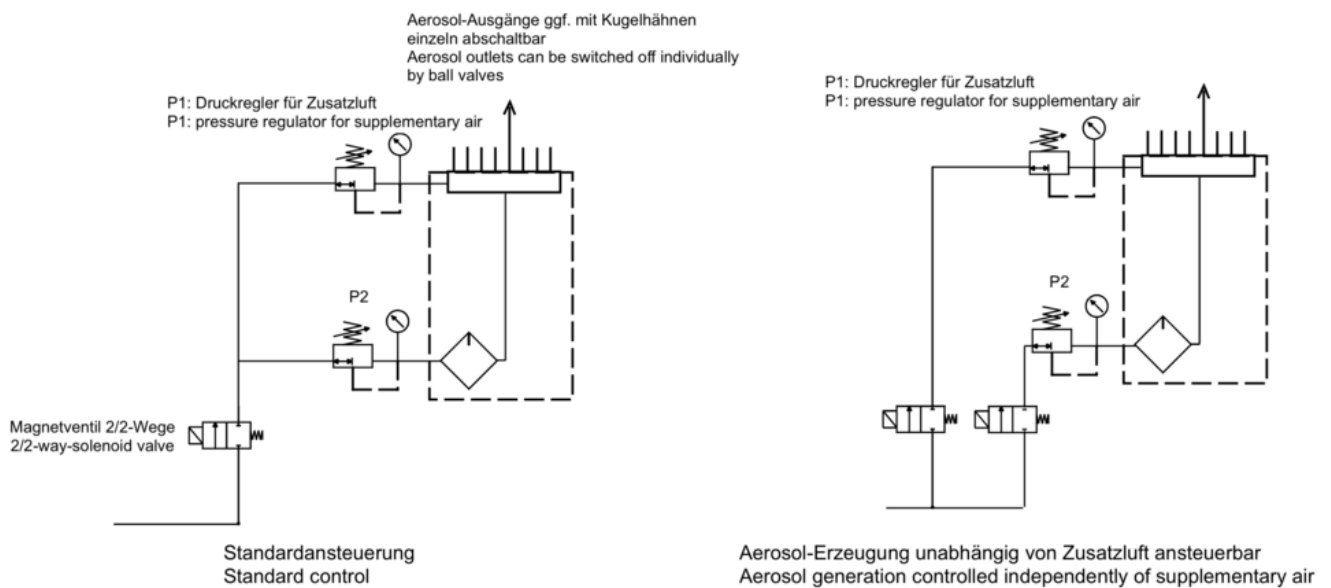 Aerosol-Ausgänge ggf. mit Kugelhähnen
einzeln abschaltbar
Aerosol outlets can be switched off individually
by ball valves
P1: Druckregler für Zusatzluft
P1: pressure regulator for supplementary air
P2
Magnetventil 2/2-Wege
2/2-way-solenoid valve
Standardansteuerung
Standard control
P1: Druckregler für Zusatzluft
P1: pressure regulator for supplementary air
P2
Aerosol-Erzeugung unabhängig von Zusatzluft ansteuerbar
Aerosol generation controlled independently of supplementary air